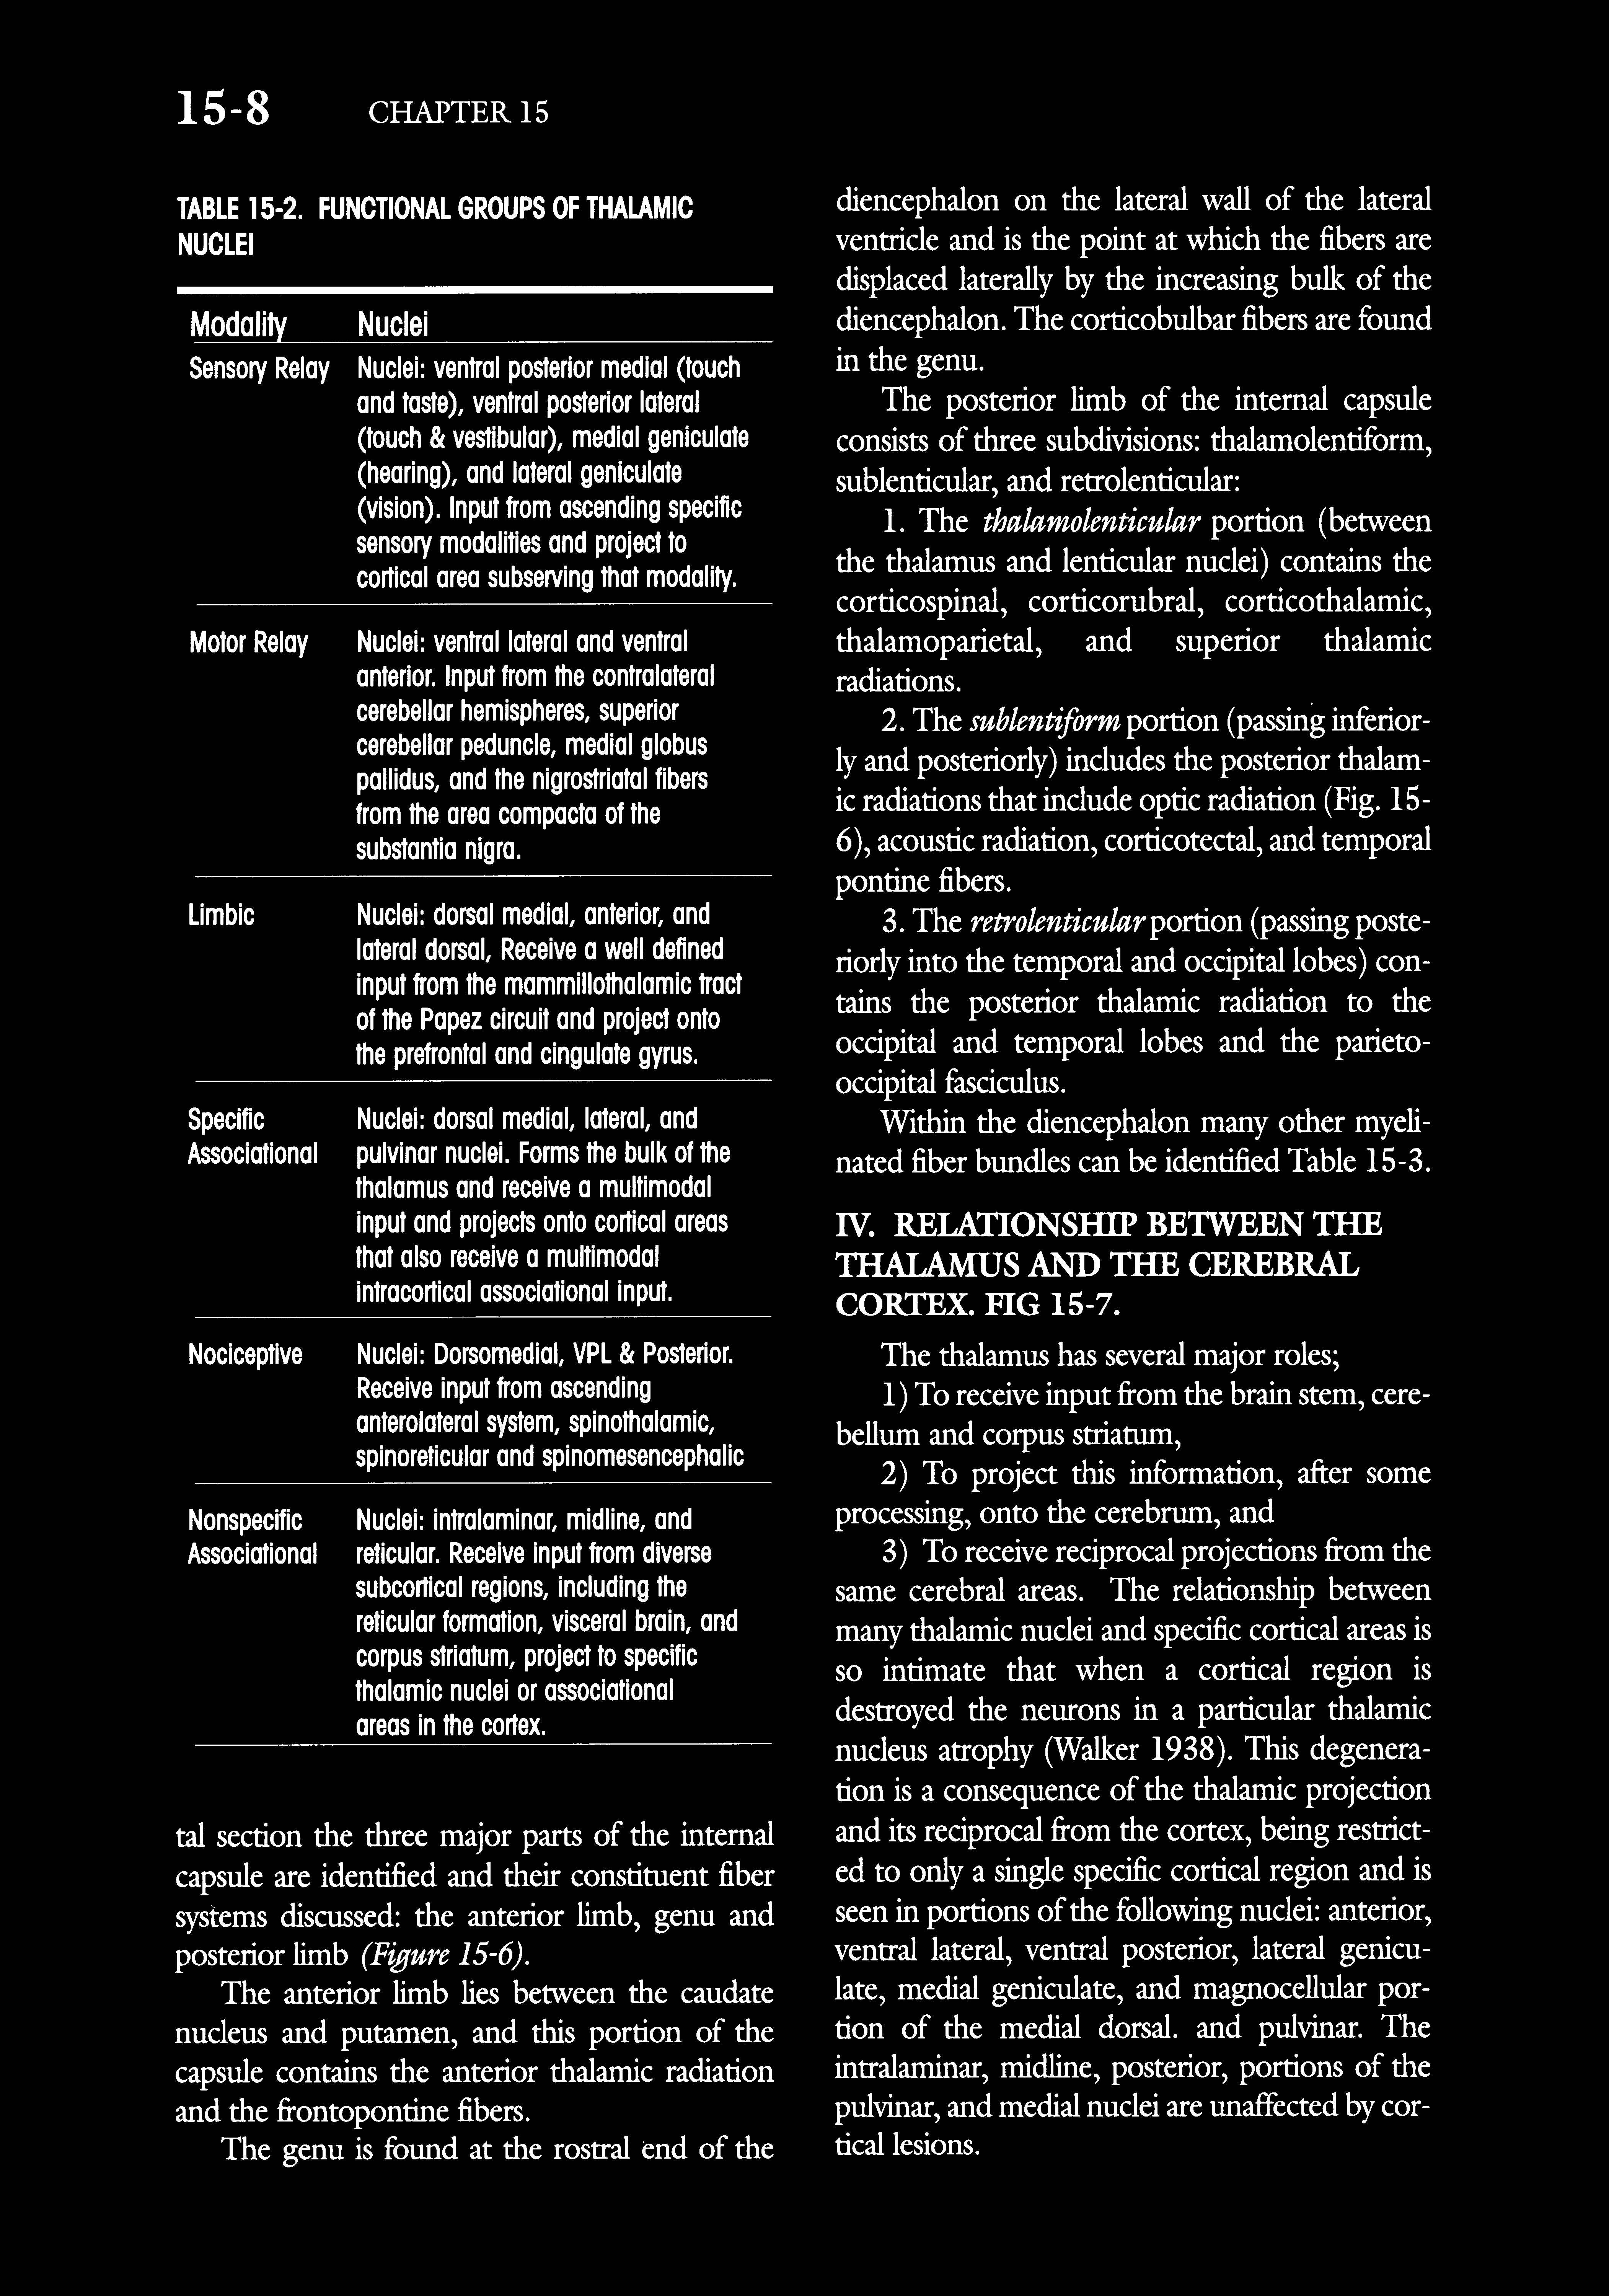 15-8 CHAPTER 15
TABLE 15-2. FUNCTIONAL GROUPS OF THALAMIC
NUCLEI
Modality Nuclei
Sensory Relay Nuclei: ventral posterior medial (touch
and taste), ventral posterior lateral
(touch & vestibular), medial geniculate
(hearing), and lateral geniculate
(vision). Input from ascending specific
sensory modalities and project to
cortical area subserving that modality.
Motor Relay Nuclei: ventral lateral and ventral
anterior. Input from the contralateral
cerebellar hemispheres, superior
cerebellar peduncle, medial globus
pallidus, and the nigrostriatal fibers
from the area compacta of the
substantia nigra.
Limbic Nuclei: dorsal medial, anterior, and
lateral dorsal, Receive a well defined
input from the mammillothalamic tract
of the Papez circuit and project onto
the prefrontal and cingulate gyrus.
Specific Nuclei: dorsal medial, lateral, and
Associational pulvinar nuclei. Forms the bulk of the
thalamus and receive a multimodal
input and projects onto cortical areas
that also receive a multimodal
intracortical associational input.
Nociceptive Nuclei: Dorsomedial, VPL & Posterior.
Receive input from ascending
anterolateral system, spinothalamic,
spinoreticular and spinomesencephalic
Nonspecific Nuclei: intralaminar, midline, and
Associational reticular. Receive input from diverse
subcortical regions, including the
reticular formation, visceral brain, and
corpus striatum, project to specific
thalamic nuclei or associational
areas in the cortex.
tal section the three major parts of the internal
capsule are identified and their constituent fiber
systems discussed: the anterior limb, genu and
posterior limb (Figure 15-6).
The anterior limb lies between the caudate
nucleus and putamen, and this portion of the
capsule contains the anterior thalamic radiation
and the frontopontine fibers.
The genu is found at the rostral end of the
diencephalon on the lateral wall of the lateral
ventricle and is the point at which the fibers are
displaced laterally by the increasing bulk of the
diencephalon. The corticobulbar fibers are found
in the genu.
The posterior limb of the internal capsule
consists of three subdivisions: thalamolentiform,
sublenticular, and retrolenticular:
1. The thalamolenticular portion (between
the thalamus and lenticular nuclei) contains the
corticospinal, corticorubral, corticothalamic,
thalamoparietal, and superior thalamic
radiations.
2. The sublentiform portion (passing inferior-
ly and posteriorly) includes the posterior thalam-
ic radiations that include optic radiation (Fig. 15-
6), acoustic radiation, corticotectal, and temporal
pontine fibers.
3. The retrolenticular portion (passing poste-
riorly into the temporal and occipital lobes) con-
tains the posterior thalamic radiation to the
occipital and temporal lobes and the parieto-
occipital fasciculus.
Within the diencephalon many other myeli-
nated fiber bundles can be identified Table 15-3.
IV. RELATIONSHIP BETWEEN THE
THALAMUS AND THE CEREBRAL
CORTEX. FIG 15-7.
The thalamus has several major roles;
1) To receive input from the brain stem, cere-
bellum and corpus striatum,
2) To project this information, after some
processing, onto the cerebrum, and
3) To receive reciprocal projections from the
same cerebral areas. The relationship between
many thalamic nuclei and specific cortical areas is
so intimate that when a cortical region is
destroyed the neurons in a particular thalamic
nucleus atrophy (Walker 1938). This degenera-
tion is a consequence of the thalamic projection
and its reciprocal from the cortex, being restrict-
ed to only a single specific cortical region and is
seen in portions of the following nuclei: anterior,
ventral lateral, ventral posterior, lateral genicu-
late, medial geniculate, and magnocellular por-
tion of the medial dorsal. and pulvinar. The
intralaminar, midline, posterior, portions of the
pulvinar, and medial nuclei are unaffected by cor-
tical lesions.